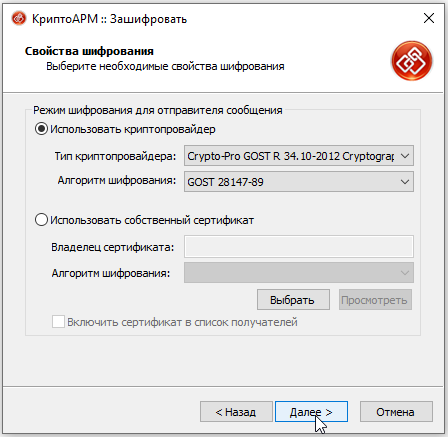 КриптоАРМ :: Зашифровать
Свойства шифрования
Выберите необходимые свойства шифрования
Режим шифрования для отправителя сообщения
Использовать криптопровайдер
Тип криптопровайдера: Crypto-Pro GOST R 34.10-2012 Cryptograp
Алгоритм шифрования: GOST 28147-89
Использовать собственный сертификат
Владелец сертификата:
Алгоритм шифрования:
Выбрать Просмотреть
Включить сертификат в список получателей
< Назад Далее > Отмена